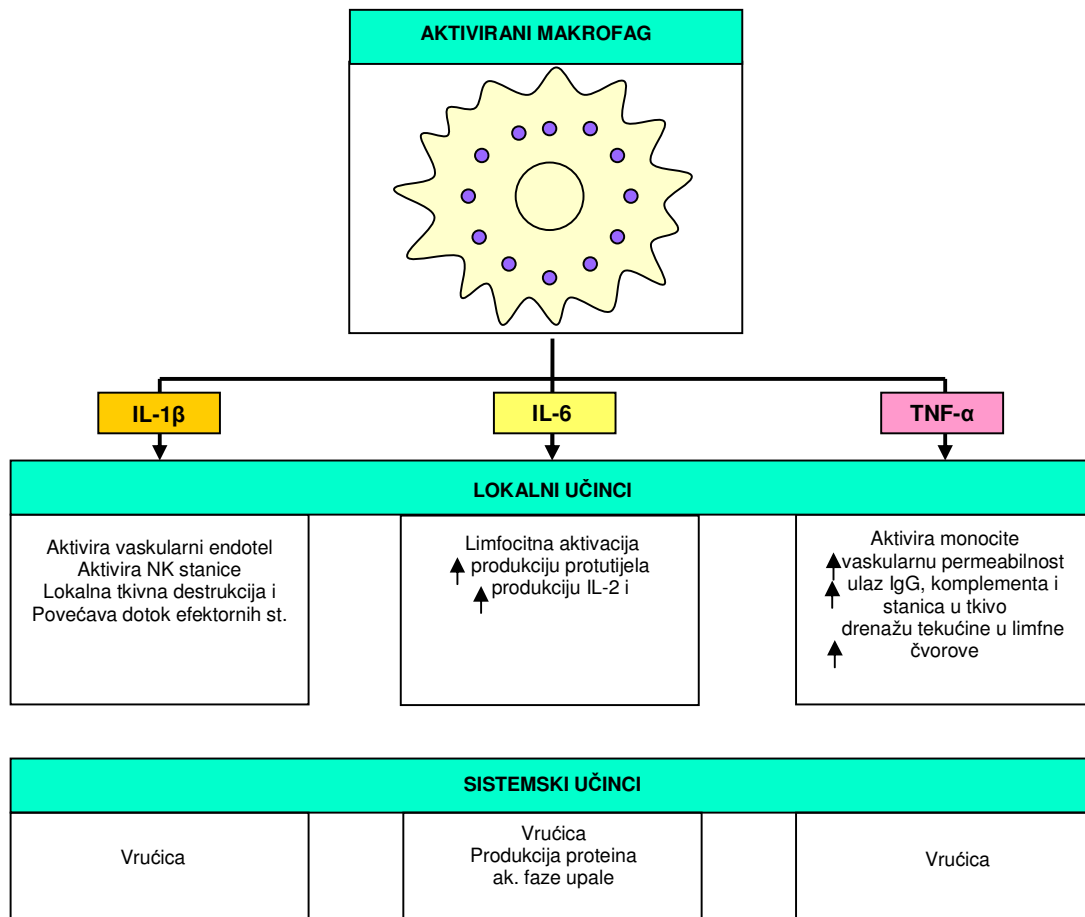 AKTIVIRANI MAKROFAG
IL-1β
IL-6
TNF-α
LOKALNI UČINCI
Aktivira vaskularni endotel
Aktivira NK stanice
Lokalna tkivna destrukcija i
Povećava dotok efektornih st.
Limfocitna aktivacija
produkciju protutijela
produkciju IL-2 i
Aktivira monocite
vaskularnu permeabilnost
ulaz IgG, komplementa i
stanica u tkivo
drenažu tekućine u limfne
čvorove
SISTEMSKI UČINCI
Vrućica
Vrućica
Produkcija proteina
ak. faze upale
Vrućica